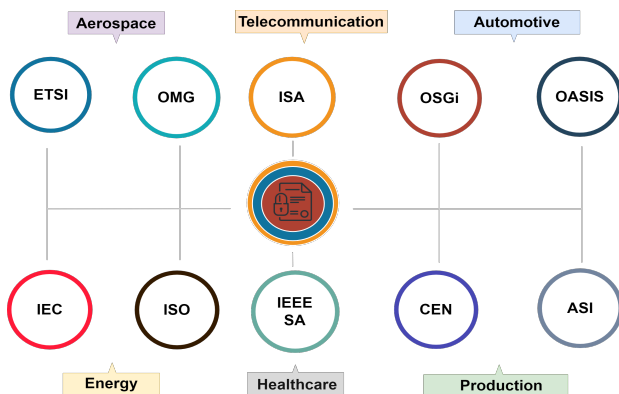 Aerospace
Telecommunication
Automotive
ETSI
OMG
ISA
OSGi
OASIS
IEC
ISO
IEEE
SA
CEN
ASI
Energy
Healthcare
Production